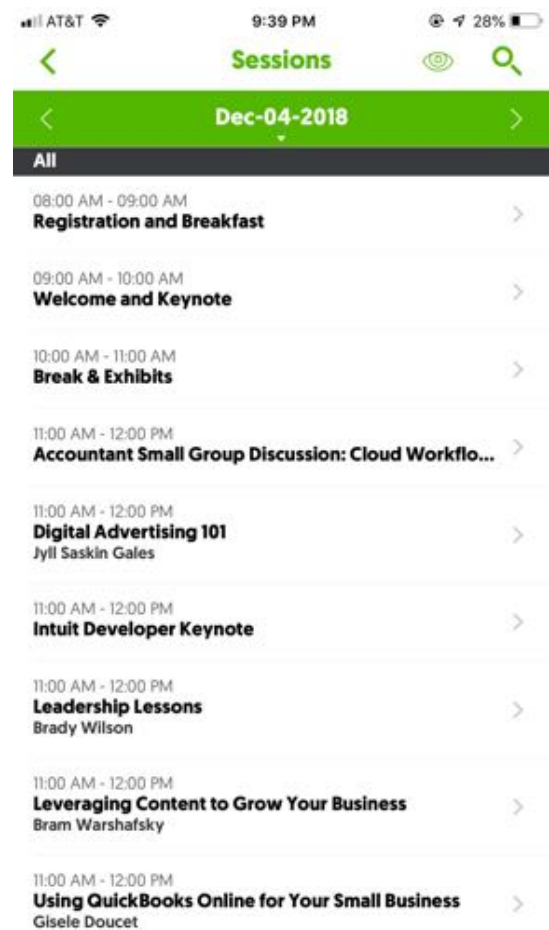 AT&T 9:39 PM 28%
Sessions
Dec-04-2018
All
08:00 AM - 09:00 AM
Registration and Breakfast
09:00 AM - 10:00 AM
Welcome and Keynote
10:00 AM - 11:00 AM
Break & Exhibits
11:00 AM - 12:00 PM
Accountant Small Group Discussion: Cloud Workflo...
11:00 AM - 12:00 PM
Digital Advertising 101
Jyll Saskin Gales
11:00 AM - 12:00 PM
Intuit Developer Keynote
11:00 AM - 12:00 PM
Leadership Lessons
Brady Wilson
11:00 AM - 12:00 PM
Leveraging Content to Grow Your Business
Bram Warshafsky
11:00 AM - 12:00 PM
Using QuickBooks Online for Your Small Business
Gisele Doucet